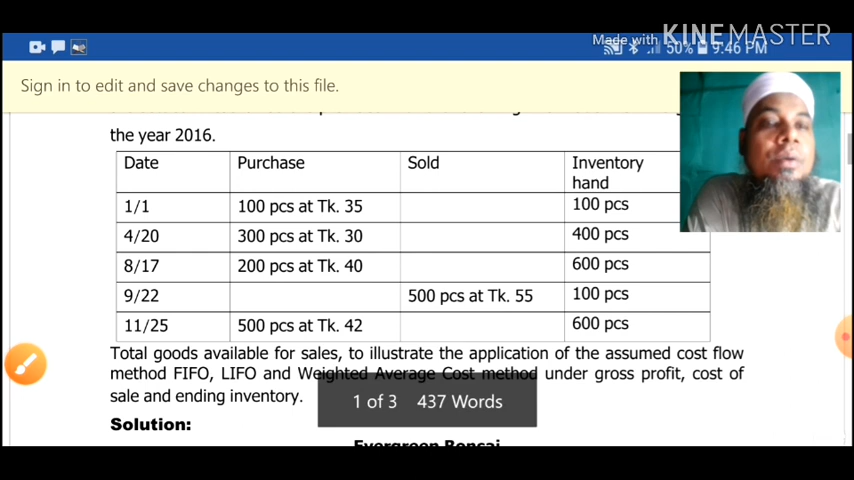 Made with KINEMASTER
50% 9:46 PM
Sign in to edit and save changes to this file.
the year 2016.
Date Purchase Sold Inventory
hand
1/1 100 pcs at Tk. 35 100 pcs
4/20 300 pcs at Tk. 30 400 pcs
8/17 200 pcs at Tk. 40 600 pcs
9/22 500 pcs at Tk. 55 100 pcs
11/25 500 pcs at Tk. 42 600 pcs
Total goods available for sales, to illustrate the application of the assumed cost flow
method FIFO, LIFO and Weighted Average Cost method under gross profit, cost of
sale and ending inventory.
1 of 3 437 Words
Solution:
Evergreen Bonsai